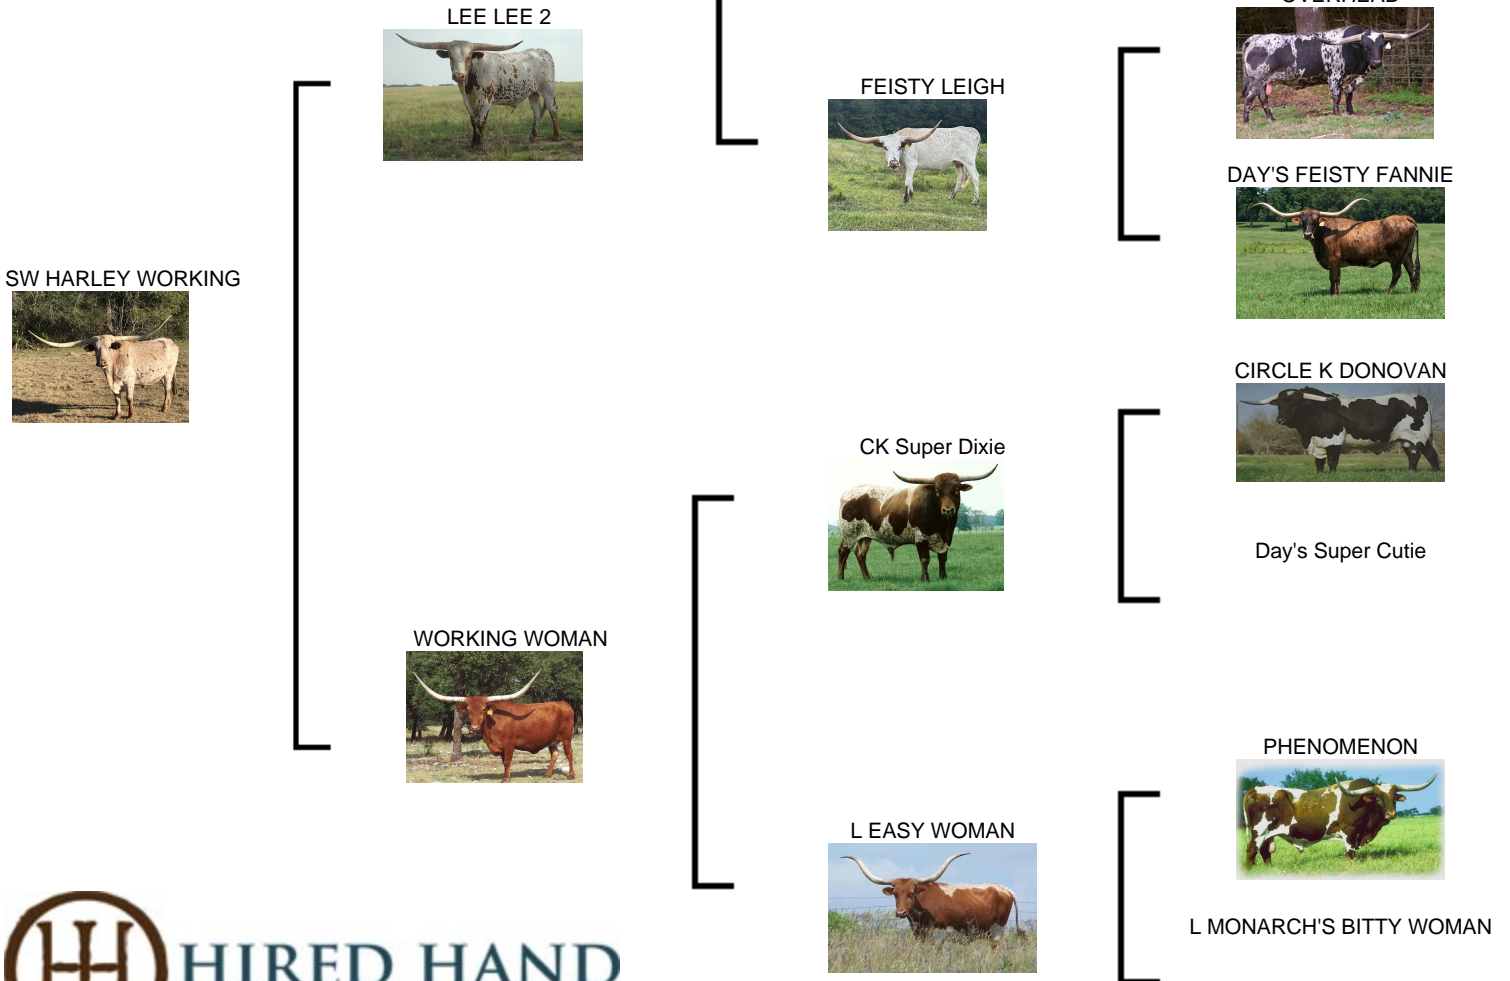 LEE LEE 2
OVERHEAD
FEISTY LEIGH
DAY'S FEISTY FANNIE
SW HARLEY WORKING
CIRCLE K DONOVAN
CK Super Dixie
Day's Super Cutie
WORKING WOMAN
PHENOMENON
L EASY WOMAN
L MONARCH'S BITTY WOMAN
HIRED HAND